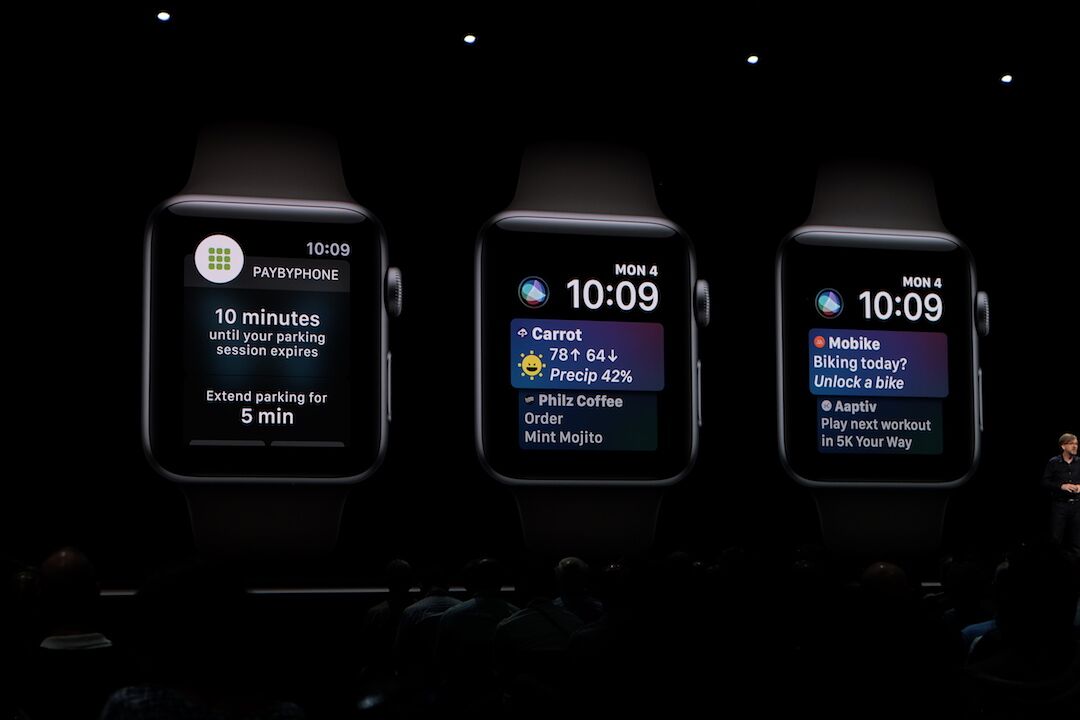 10:09
PAYBYPHONE
10 minutes
until your parking
session expires
Extend parking for
5 min
MON 4
10:09
Carrot
78↑ 64↓
Precip 42%
Philz Coffee
Order
Mint Mojito
MON 4
10:09
Mobike
Biking today?
Unlock a bike
Aaptiv
Play next workout
in 5K Your Way